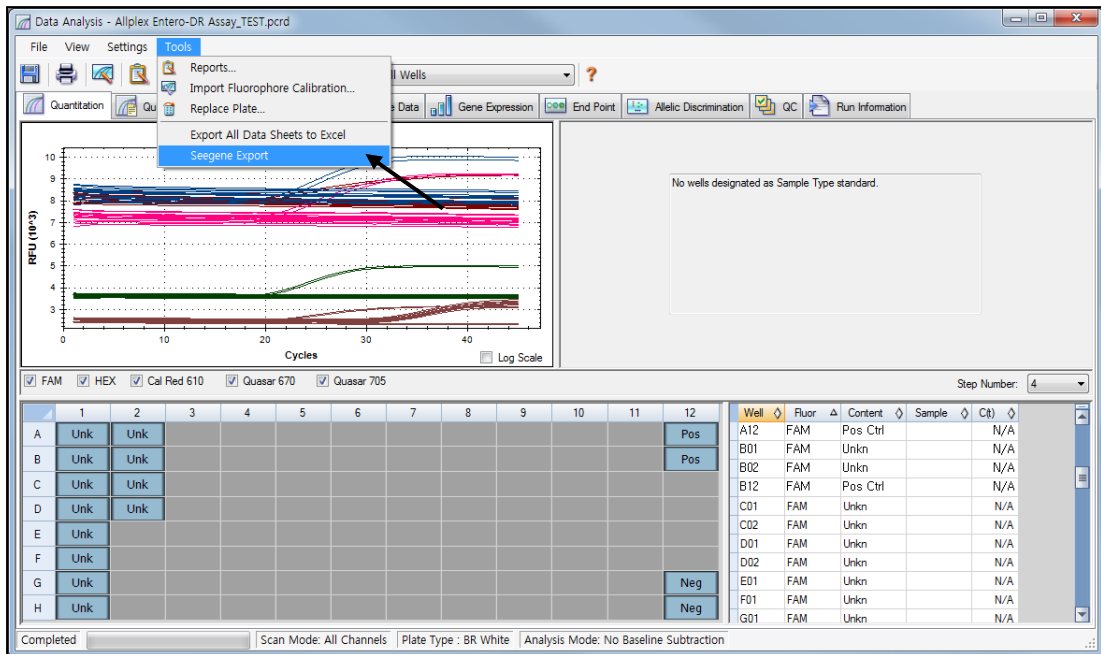 Data Analysis - Allplex Entero-DR Assay_TEST.pcrd
File View Settings Tools
Reports...
Import Fluorophore Calibration...
Replace Plate...
Export All Data Sheets to Excel
Seegene Export
ll Wells ?
Quantitation Qu Data Gene Expression End Point Allelic Discrimination QC Run Information
RFU (10^3)
10
9
8
7
6
5
4
3
0 10 20 30 40
Cycles
Log Scale
No wells designated as Sample Type standard.
FAM HEX Cal Red 610 Quasar 670 Quasar 705
Step Number: 4
1 2 3 4 5 6 7 8 9 10 11 12
A Unk Unk Pos
B Unk Unk Pos
C Unk Unk
D Unk Unk
E Unk
F Unk
G Unk Neg
H Unk Neg
Well Fluor Content Sample C(t)
A12 FAM Pos Ctrl N/A
B01 FAM Unkn N/A
B02 FAM Unkn N/A
B12 FAM Pos Ctrl N/A
C01 FAM Unkn N/A
C02 FAM Unkn N/A
D01 FAM Unkn N/A
D02 FAM Unkn N/A
E01 FAM Unkn N/A
F01 FAM Unkn N/A
G01 FAM Unkn N/A
Completed Scan Mode: All Channels Plate Type : BR White Analysis Mode: No Baseline Subtraction